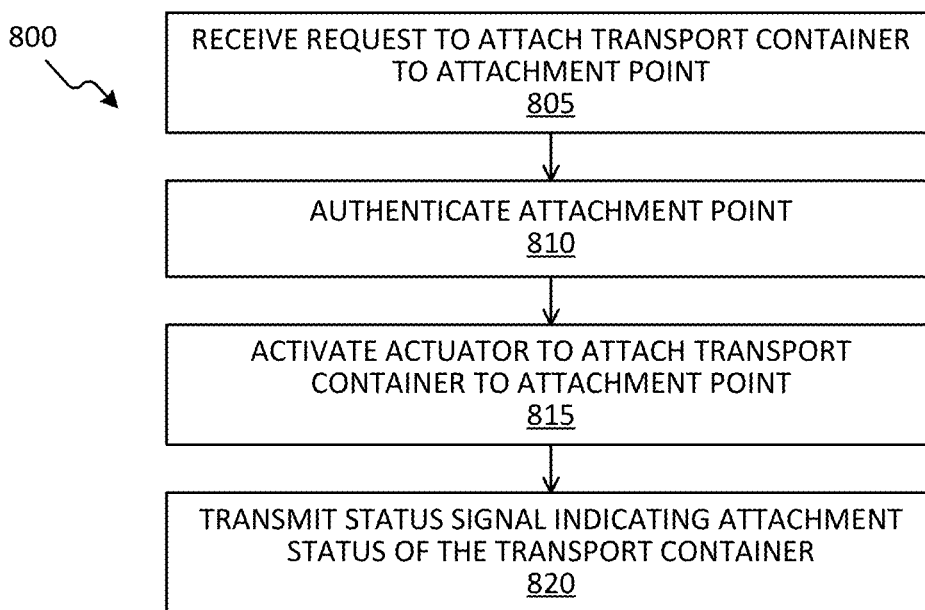 800
RECEIVE REQUEST TO ATTACH TRANSPORT CONTAINER
TO ATTACHMENT POINT
805
AUTHENTICATE ATTACHMENT POINT
810
ACTIVATE ACTUATOR TO ATTACH TRANSPORT
CONTAINER TO ATTACHMENT POINT
815
TRANSMIT STATUS SIGNAL INDICATING ATTACHMENT
STATUS OF THE TRANSPORT CONTAINER
820